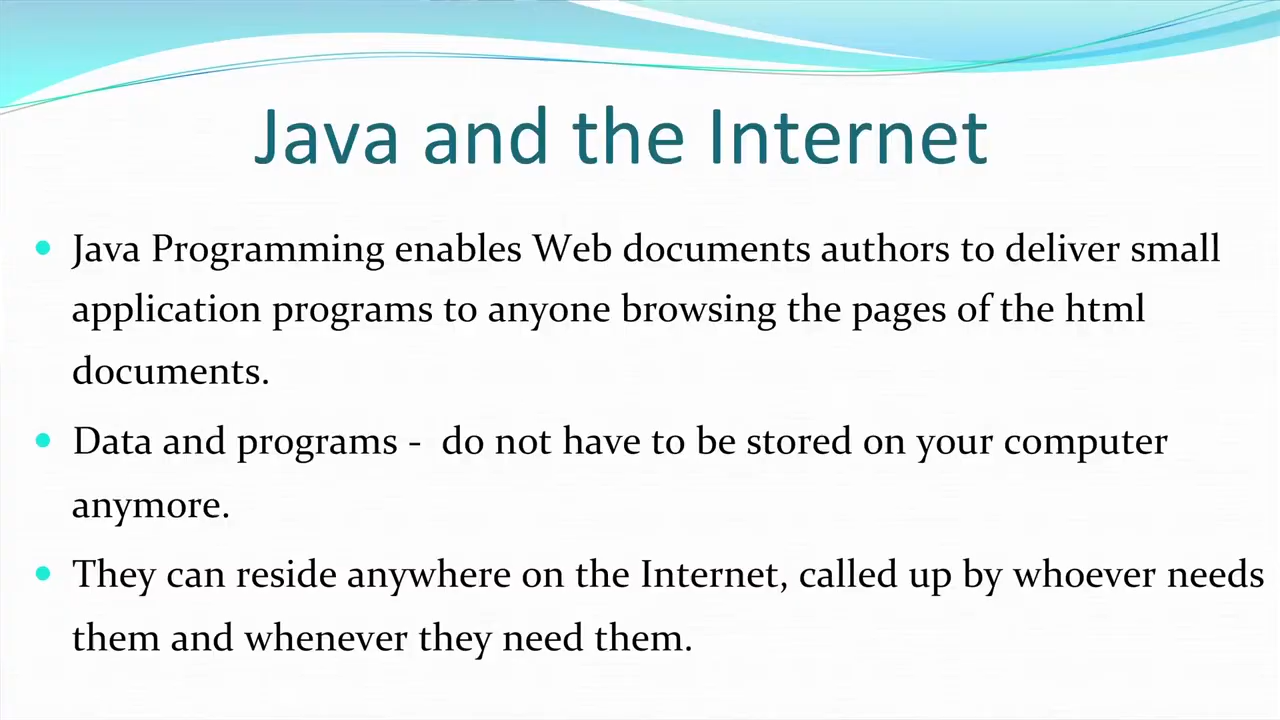 Java and the Internet
Java Programming enables Web documents authors to deliver small
application programs to anyone browsing the pages of the html
documents.
Data and programs -  do not have to be stored on your computer
anymore.
They can reside anywhere on the Internet, called up by whoever needs
them and whenever they need them.